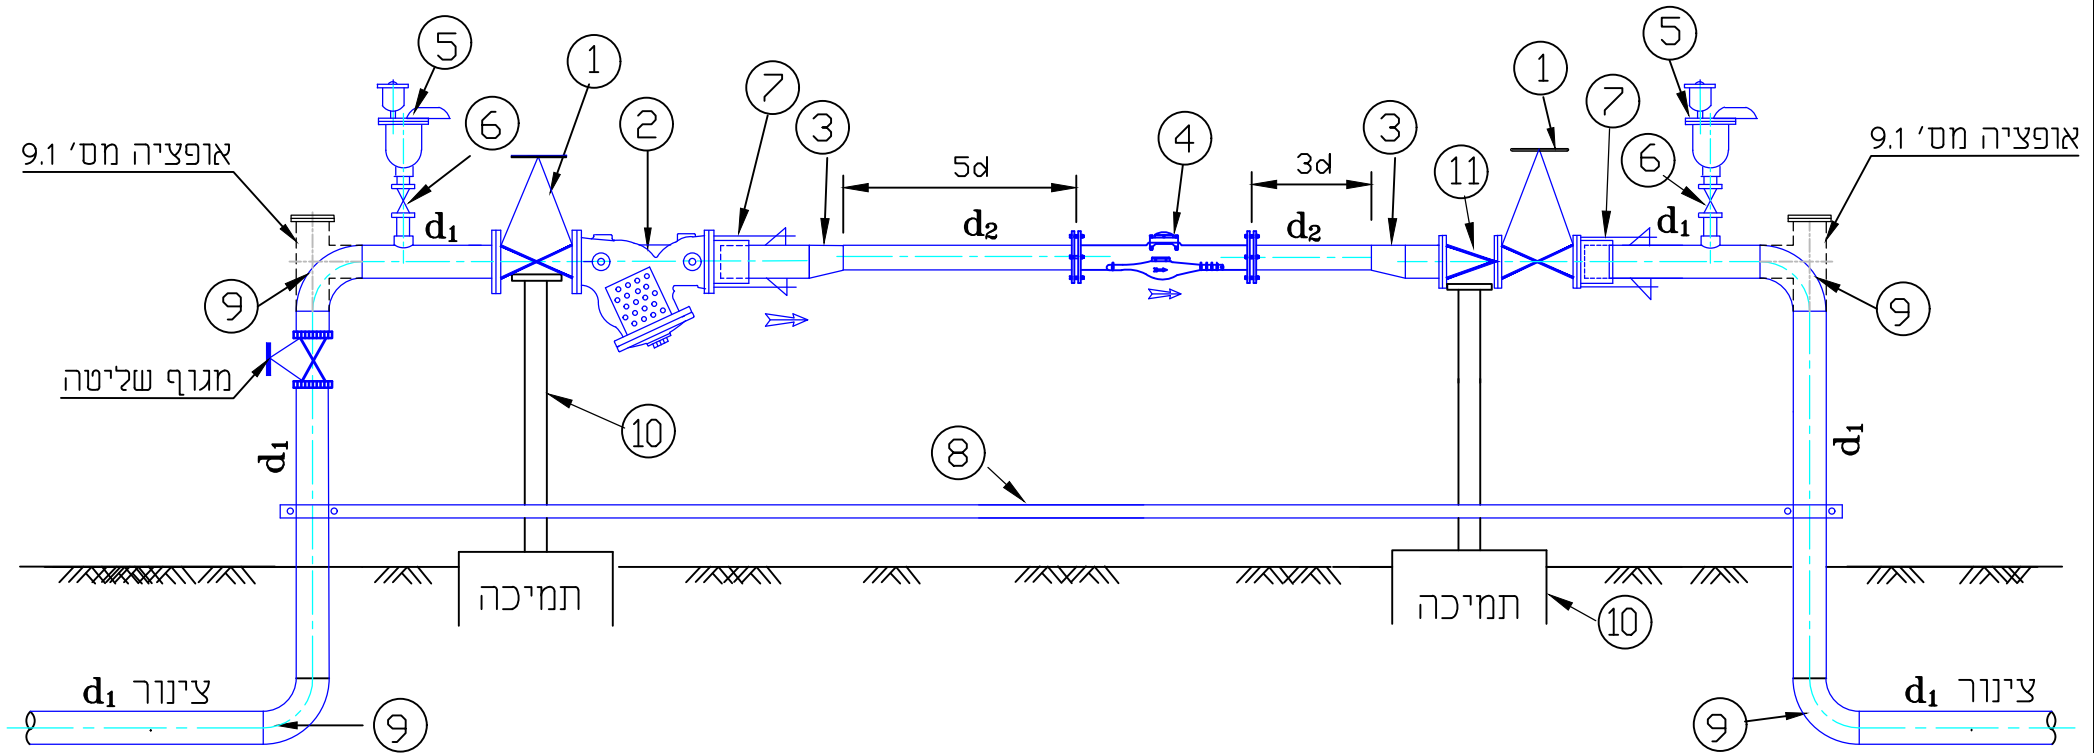 5
1
7
3
6
2
4
3
11
1
7
5
6
אופציה מס' 9.1
אופציה מס' 9.1
5d
3d
d₁
d₂
d₂
d₁
9
9
מגוף שליטה
10
d₁
d₁
8
תמיכה
תמיכה
10
צינור d₁
צינור d₁
9
9